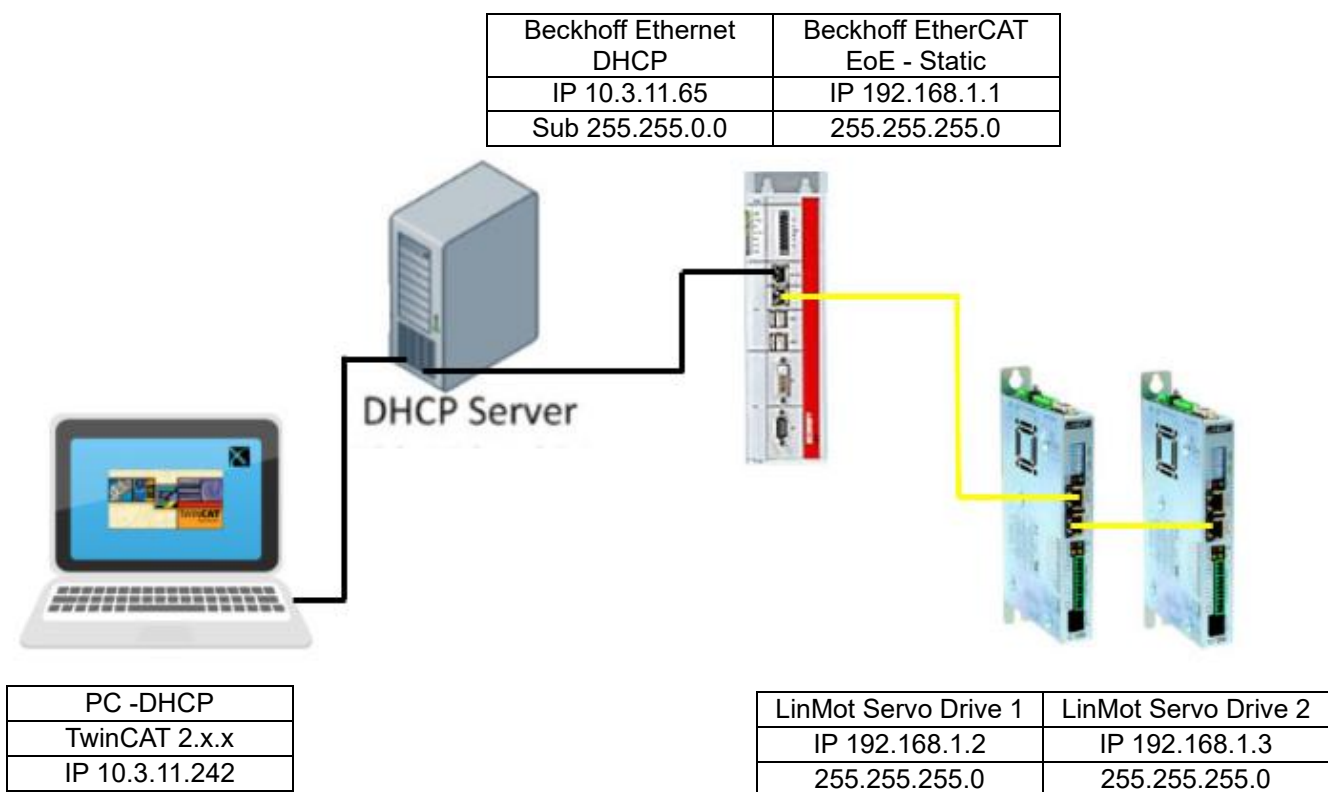 Beckhoff Ethernet DHCP
Beckhoff EtherCAT EoE - Static
IP 10.3.11.65
IP 192.168.1.1
Sub 255.255.0.0
255.255.255.0
DHCP Server
TwinCAT
PC -DHCP
TwinCAT 2.x.x
IP 10.3.11.242
LinMot Servo Drive 1
LinMot Servo Drive 2
IP 192.168.1.2
IP 192.168.1.3
255.255.255.0
255.255.255.0